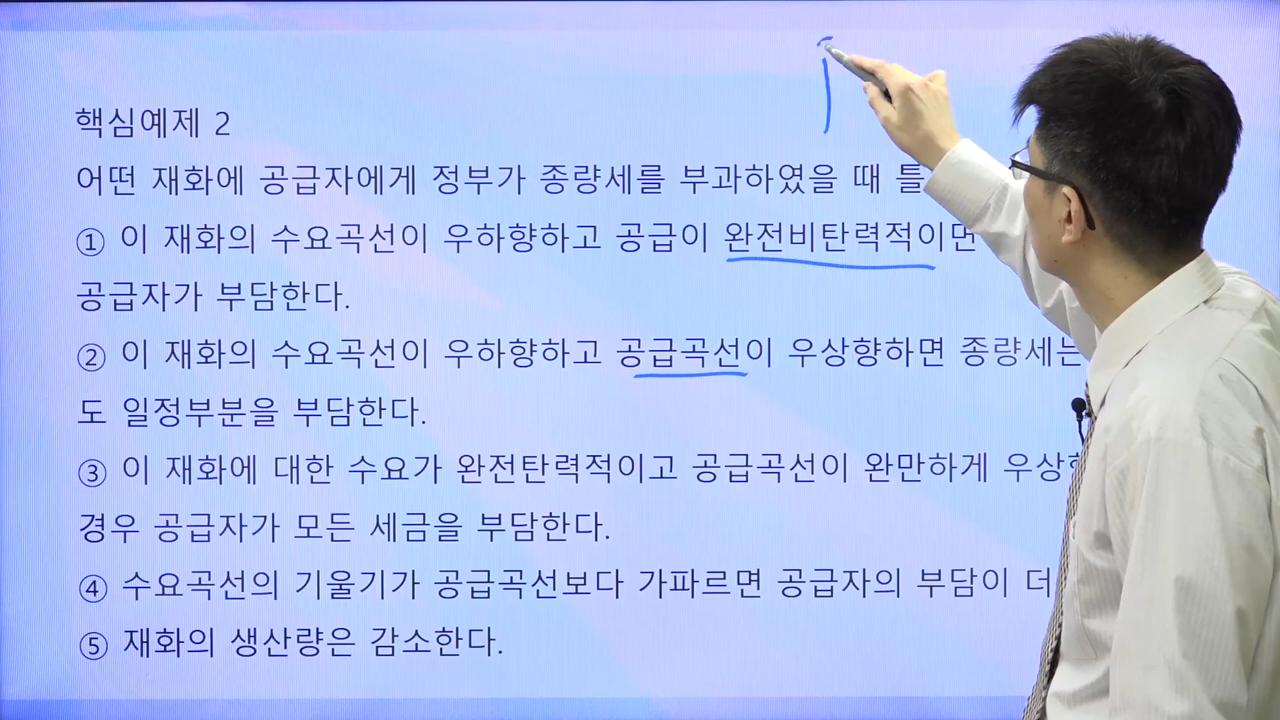 핵심예제 2
어떤 재화에 공급자에게 정부가 종량세를 부과하였을 때 틀
① 이 재화의 수요곡선이 우하향하고 공급이 완전비탄력적이면
공급자가 부담한다.
② 이 재화의 수요곡선이 우하향하고 공급곡선이 우상향하면 종량세는
도 일정부분을 부담한다.
③ 이 재화에 대한 수요가 완전탄력적이고 공급곡선이 완만하게 우상
경우 공급자가 모든 세금을 부담한다.
④ 수요곡선의 기울기가 공급곡선보다 가파르면 공급자의 부담이 더
⑤ 재화의 생산량은 감소한다.